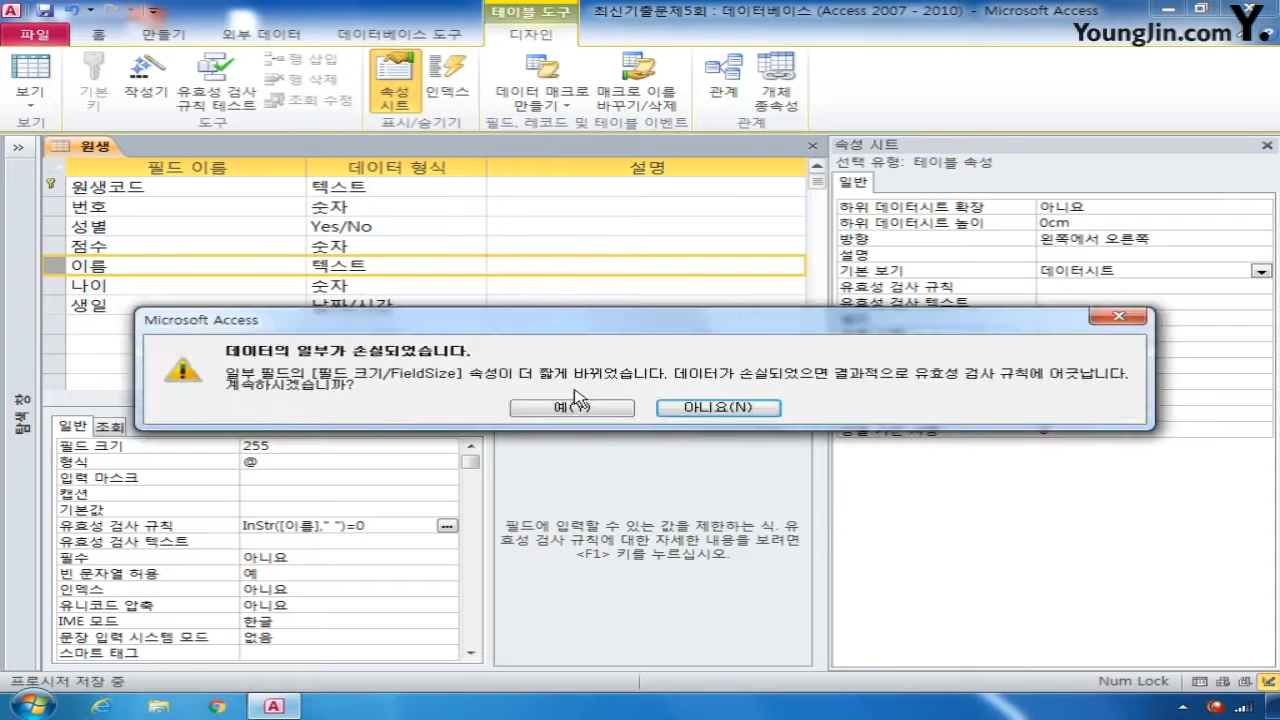 테이블 도구
최신기출문제5회 : 데이터베이스 (Access 2007 - 2010) - Microsoft Access
YoungJin.com Y.
파일 홈 만들기 외부 데이터 데이터베이스 도구 디자인
보기
기본 키
작성기
유효성 검사 규칙 테스트
행 삽입
행 삭제
조회 수정
속성 시트
인덱스
데이터 매크로 만들기
매크로 이름 바꾸기/삭제
관계
개체 종속성
보기 도구 표시/숨기기 필드, 레코드 및 테이블 이벤트 관계
원생
필드 이름 데이터 형식 설명
원생코드 텍스트
번호 숫자
성별 Yes/No
점수 숫자
이름 텍스트
나이 숫자
생일 날짜/시간
탐색 창
속성 시트
선택 유형: 테이블 속성
일반
하위 데이터시트 확장 아니요
하위 데이터시트 높이 0cm
방향 왼쪽에서 오른쪽
설명
기본 보기 데이터시트
유효성 검사 규칙
유효성 검사 텍스트
Microsoft Access
데이터의 일부가 손실되었습니다.
일부 필드의 [필드 크기/FieldSize] 속성이 더 짧게 바뀌었습니다. 데이터가 손실되었으면 결과적으로 유효성 검사 규칙에 어긋납니다.
계속하시겠습니까?
예(Y) 아니요(N)
일반 조회
필드 크기 255
형식 @
입력 마스크
캡션
기본값
유효성 검사 규칙 InStr([이름]," ")=0
유효성 검사 텍스트
필수 아니요
빈 문자열 허용 예
인덱스 아니요
유니코드 압축 아니요
IME 모드 한글
문장 입력 시스템 모드 없음
스마트 태그
필드에 입력할 수 있는 값을 제한하는 식. 유
효성 검사 규칙에 대한 자세한 내용을 보려면
<F1> 키를 누르십시오.
프로시저 저장 중
Num Lock